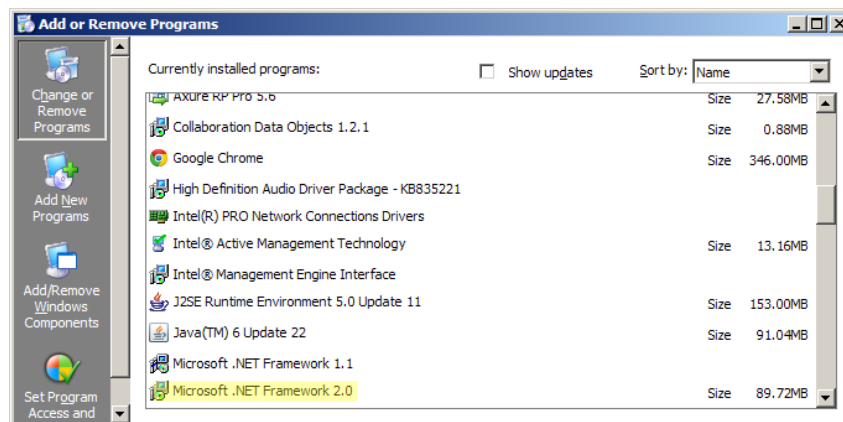 Add or Remove Programs
Change or
Remove
Programs
Add New
Programs
Add/Remove
Windows
Components
Set Program
Access and
Currently installed programs:
Show updates
Sort by: Name
Axure RP Pro 5.6 Size 27.58MB
Collaboration Data Objects 1.2.1 Size 0.88MB
Google Chrome Size 346.00MB
High Definition Audio Driver Package - KB835221
Intel(R) PRO Network Connections Drivers
Intel® Active Management Technology Size 13.16MB
Intel® Management Engine Interface
J2SE Runtime Environment 5.0 Update 11 Size 153.00MB
Java(TM) 6 Update 22 Size 91.04MB
Microsoft .NET Framework 1.1
Microsoft .NET Framework 2.0 Size 89.72MB